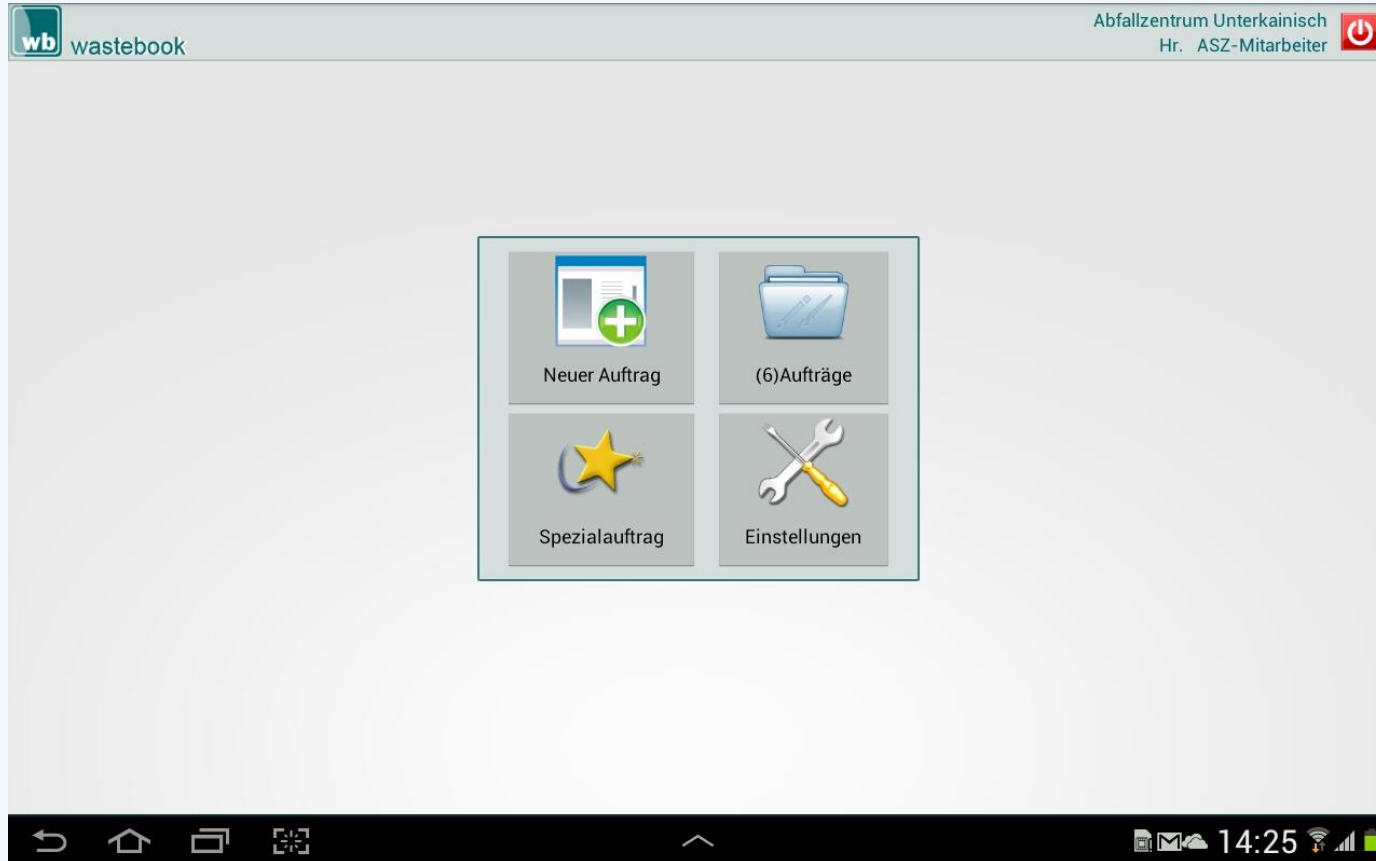 wb wastebook
Abfallzentrum Unterkainisch
Hr. ASZ-Mitarbeiter
Neuer Auftrag
(6)Aufträge
Spezialauftrag
Einstellungen
14:25